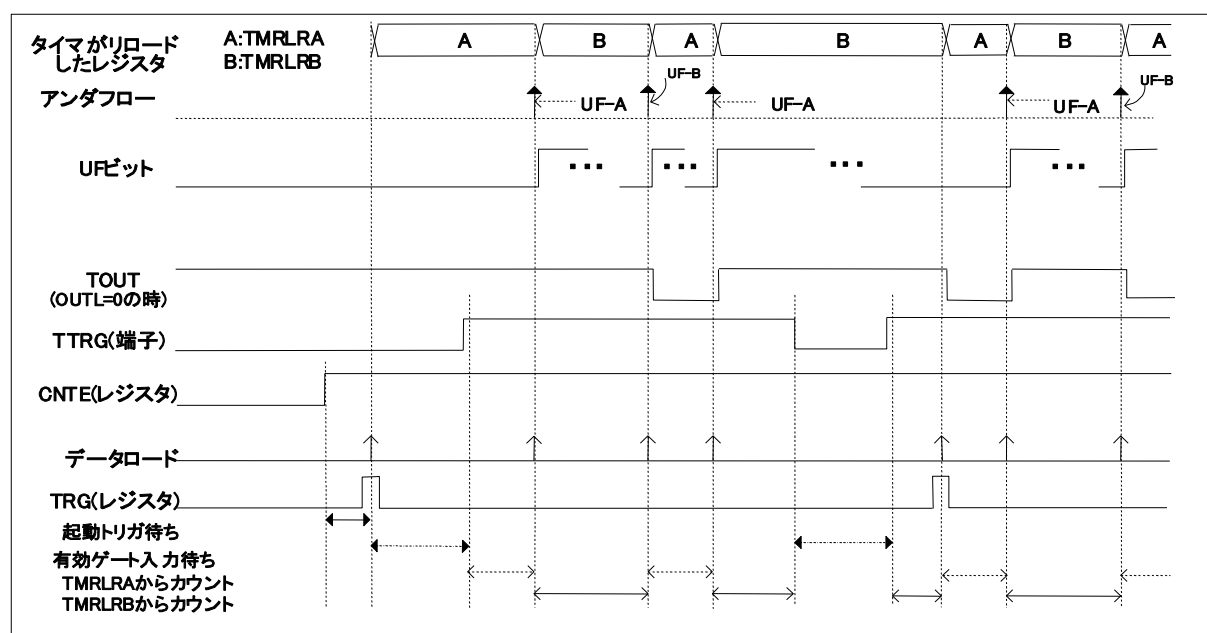 タイマがリロード
したレジスタ
A:TMRLRA
B:TMRLRB
A B A B A B A
アンダフロー
UF-A UF-B UF-A UF-A UF-B
UFビット
TOUT
(OUTL=0の時)
TTRG(端子)
CNTE(レジスタ)
データロード
TRG(レジスタ)
起動トリガ待ち
有効ゲート入力待ち
TMRLRAからカウント
TMRLRBからカウント